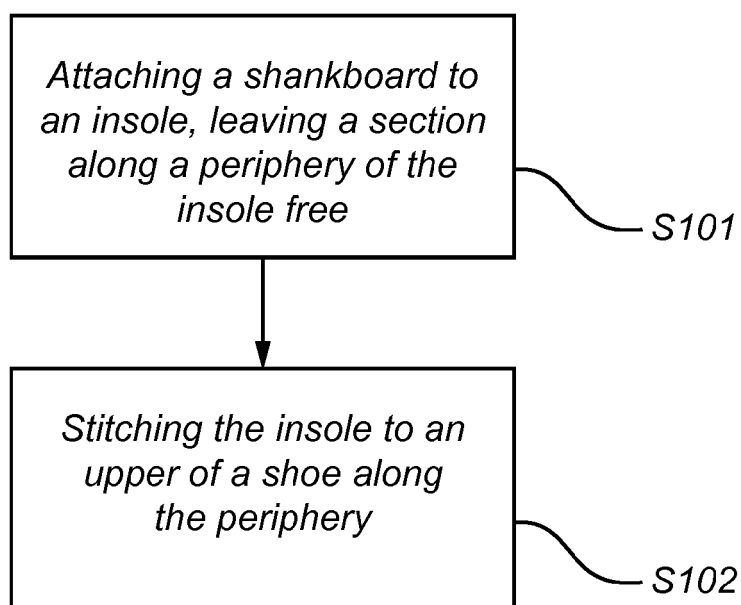 Attaching a shankboard to
an insole, leaving a section
along a periphery of the
insole free
S101
Stitching the insole to an
upper of a shoe along
the periphery
S102